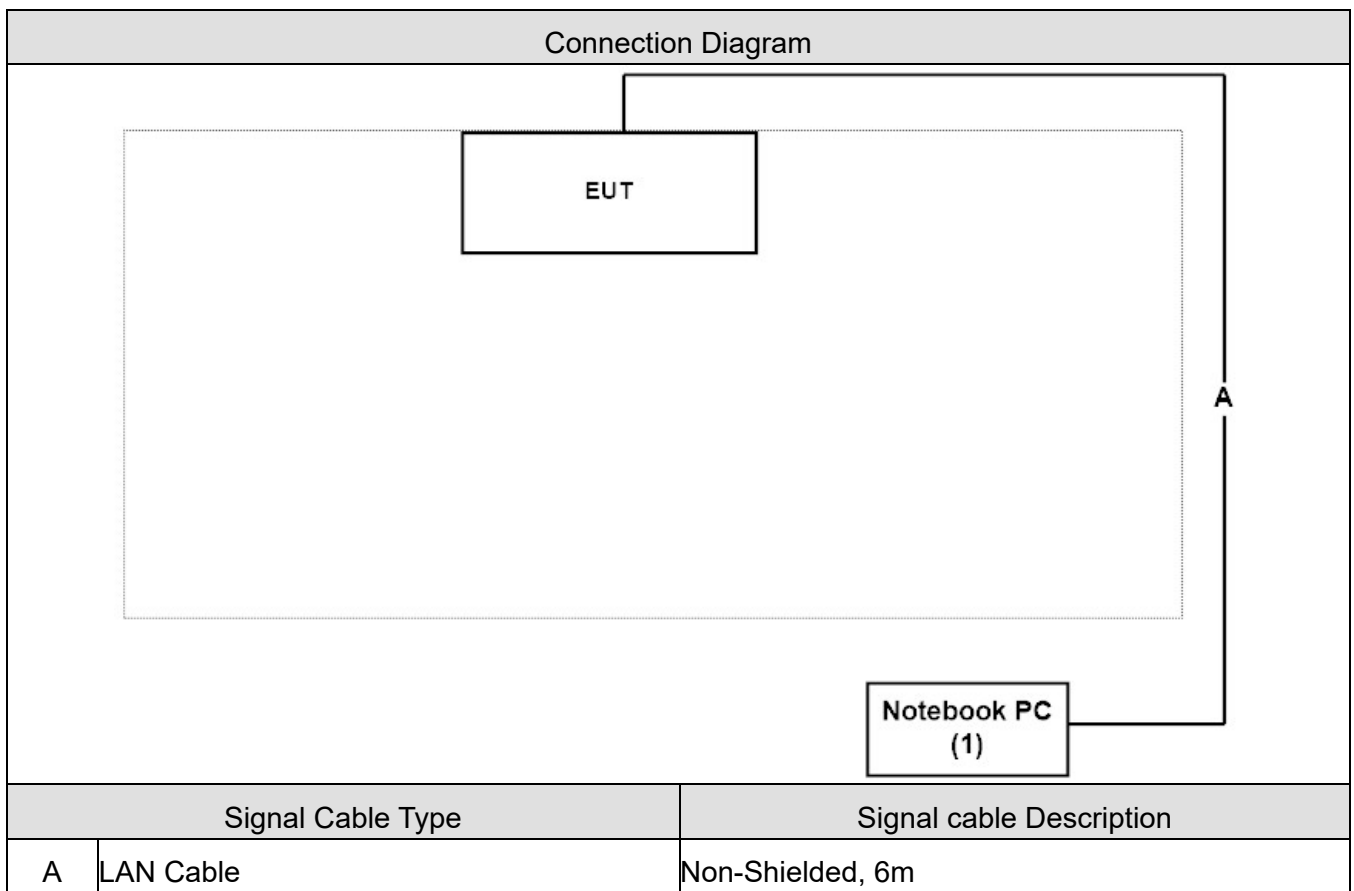 Connection Diagram
EUT
A
Notebook PC
(1)
Signal Cable Type Signal cable Description
A LAN Cable Non-Shielded, 6m